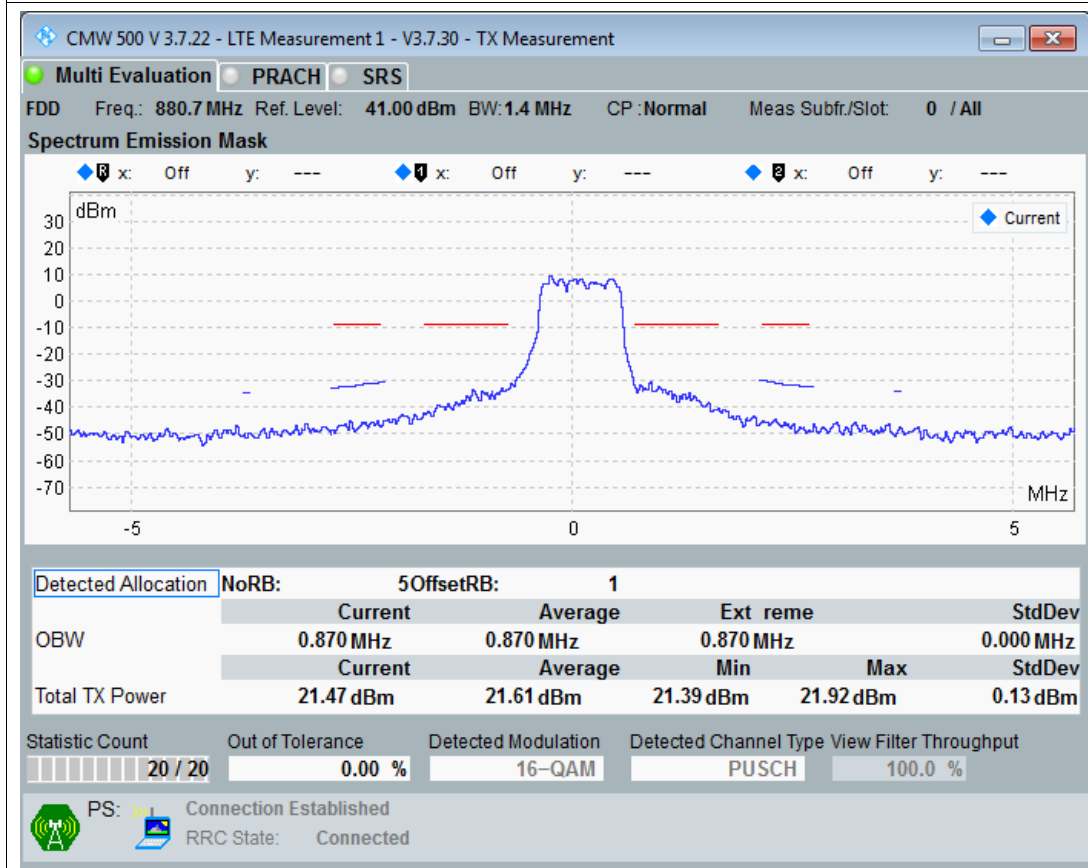 CMW 500 V 3.7.22 - LTE Measurement 1 - V3.7.30 - TX Measurement
Multi Evaluation PRACH SRS
FDD Freq.: 880.7 MHz Ref. Level: 41.00 dBm BW: 1.4 MHz CP : Normal Meas Subfr./Slot: 0 / All
Spectrum Emission Mask
R x: Off y: --- 1 x: Off y: --- 2 x: Off y: ---
dBm
Current
30
20
10
0
-10
-20
-30
-40
-50
-60
-70
MHz
-5 0 5
Detected Allocation NoRB: 5 OffsetRB: 1
Current Average Ext reme StdDev
OBW 0.870 MHz 0.870 MHz 0.870 MHz 0.000 MHz
Current Average Min Max StdDev
Total TX Power 21.47 dBm 21.61 dBm 21.39 dBm 21.92 dBm 0.13 dBm
Statistic Count Out of Tolerance Detected Modulation Detected Channel Type View Filter Throughput
20 / 20 0.00 % 16-QAM PUSCH 100.0 %
PS: Connection Established
RRC State: Connected